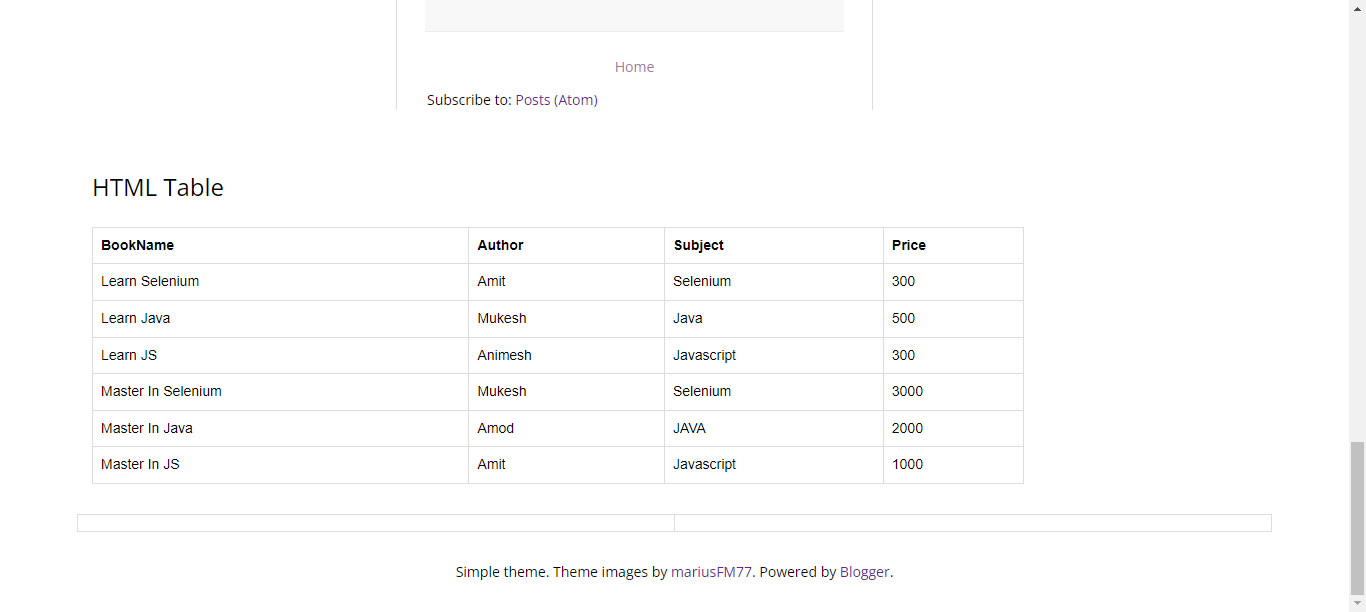 Home
Subscribe to: Posts (Atom)
HTML Table
BookName Author Subject Price
Learn Selenium Amit Selenium 300
Learn Java Mukesh Java 500
Learn JS Animesh Javascript 300
Master In Selenium Mukesh Selenium 3000
Master In Java Amod JAVA 2000
Master In JS Amit Javascript 1000
Simple theme. Theme images by mariusFM77. Powered by Blogger.